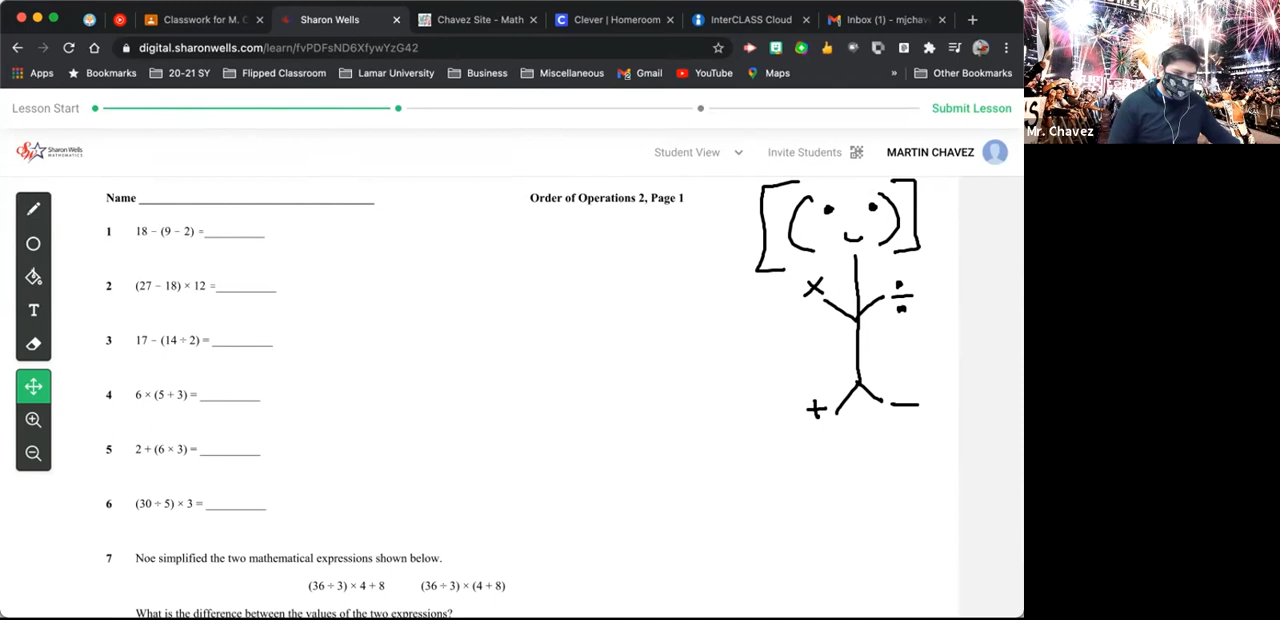 Classwork for M. C
Sharon Wells
Chavez Site - Math
Clever | Homeroom
InterCLASS Cloud
Inbox (1) - mjchav
digital.sharonwells.com/learn/fvPDFsND6XfywYzG42
Apps
Bookmarks
20-21 SY
Flipped Classroom
Lamar University
Business
Miscellaneous
Gmail
YouTube
Maps
»
Other Bookmarks
Lesson Start
Submit Lesson
Sharon Wells
MATHEMATICS
Student View
Invite Students
MARTIN CHAVEZ
Mr. Chavez
Name
Order of Operations 2, Page 1
1 18 − (9 − 2) =
2 (27 − 18) × 12 =
3 17 − (14 ÷ 2) =
4 6 × (5 + 3) =
5 2 + (6 × 3) =
6 (30 ÷ 5) × 3 =
7 Noe simplified the two mathematical expressions shown below.
(36 ÷ 3) × 4 + 8 (36 ÷ 3) × (4 + 8)
What is the difference between the values of the two expressions?
[( )]
× ÷
+ −
T